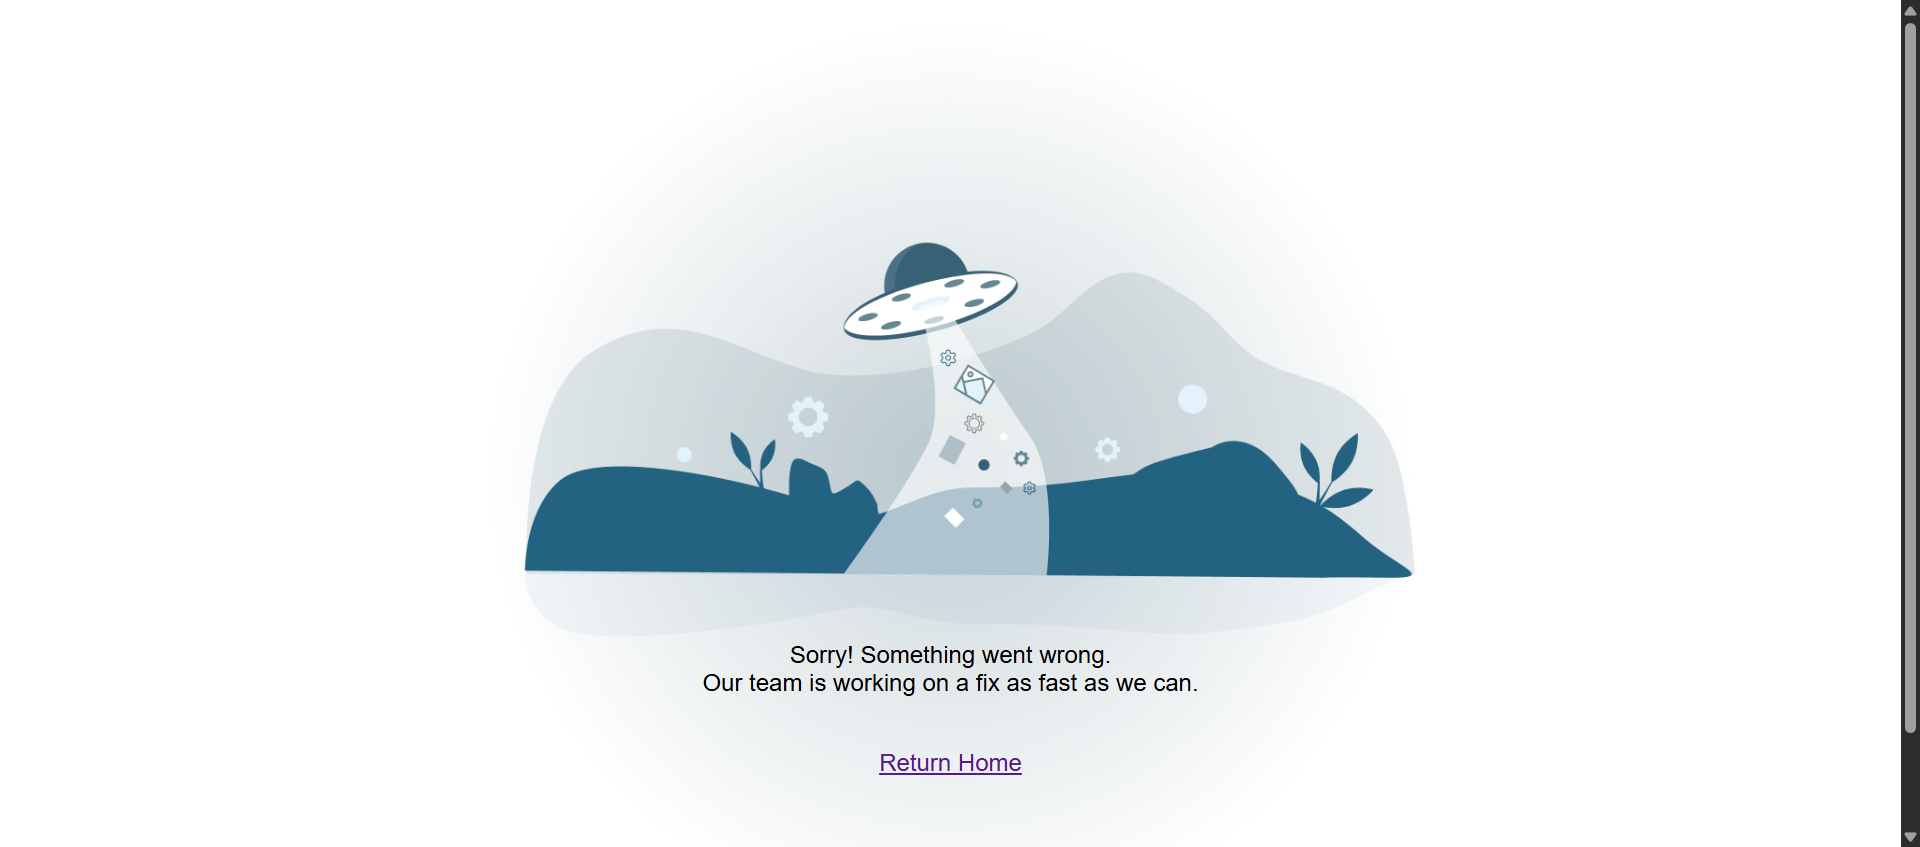 Sorry! Something went wrong.
Our team is working on a fix as fast as we can.
Return Home